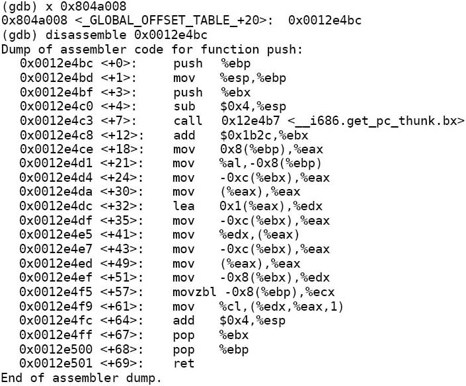 (gdb) x 0x804a008
0x804a008 <_GLOBAL_OFFSET_TABLE_+20>: 0x0012e4bc
(gdb) disassemble 0x0012e4bc
Dump of assembler code for function push:
0x0012e4bc <+0>: push %ebp
0x0012e4bd <+1>: mov %esp,%ebp
0x0012e4bf <+3>: push %ebx
0x0012e4c0 <+4>: sub $0x4,%esp
0x0012e4c3 <+7>: call 0x12e4b7 <__i686.get_pc_thunk.bx>
0x0012e4c8 <+12>: add $0x1b2c,%ebx
0x0012e4ce <+18>: mov 0x8(%ebp),%eax
0x0012e4d1 <+21>: mov %al,-0x8(%ebp)
0x0012e4d4 <+24>: mov -0xc(%ebx),%eax
0x0012e4da <+30>: mov (%eax),%eax
0x0012e4dc <+32>: lea 0x1(%eax),%edx
0x0012e4df <+35>: mov -0xc(%ebx),%eax
0x0012e4e5 <+41>: mov %edx,(%eax)
0x0012e4e7 <+43>: mov -0xc(%ebx),%eax
0x0012e4ed <+49>: mov (%eax),%eax
0x0012e4ef <+51>: mov -0x8(%ebx),%edx
0x0012e4f5 <+57>: movzbl -0x8(%ebp),%ecx
0x0012e4f9 <+61>: mov %cl,(%edx,%eax,1)
0x0012e4fc <+64>: add $0x4,%esp
0x0012e4ff <+67>: pop %ebx
0x0012e500 <+68>: pop %ebp
0x0012e501 <+69>: ret
End of assembler dump.